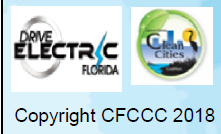 DRIVE
ELECTRIC
FLORIDA
Clean
Cities
Copyright CFCCC 2018